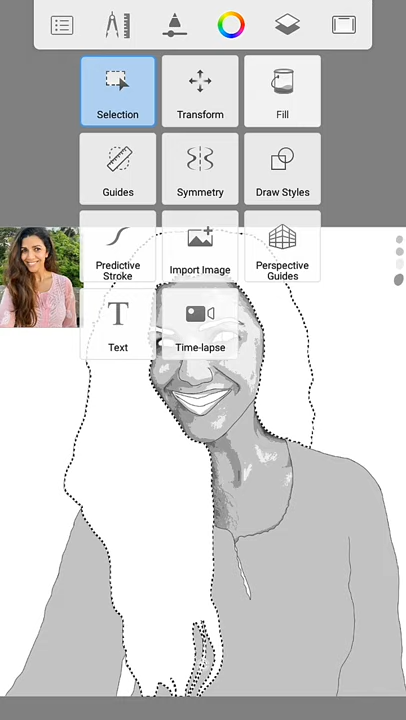 Selection
Transform
Fill
Guides
Symmetry
Draw Styles
Predictive
Stroke
Import Image
Perspective
Guides
T
Text
Time-lapse